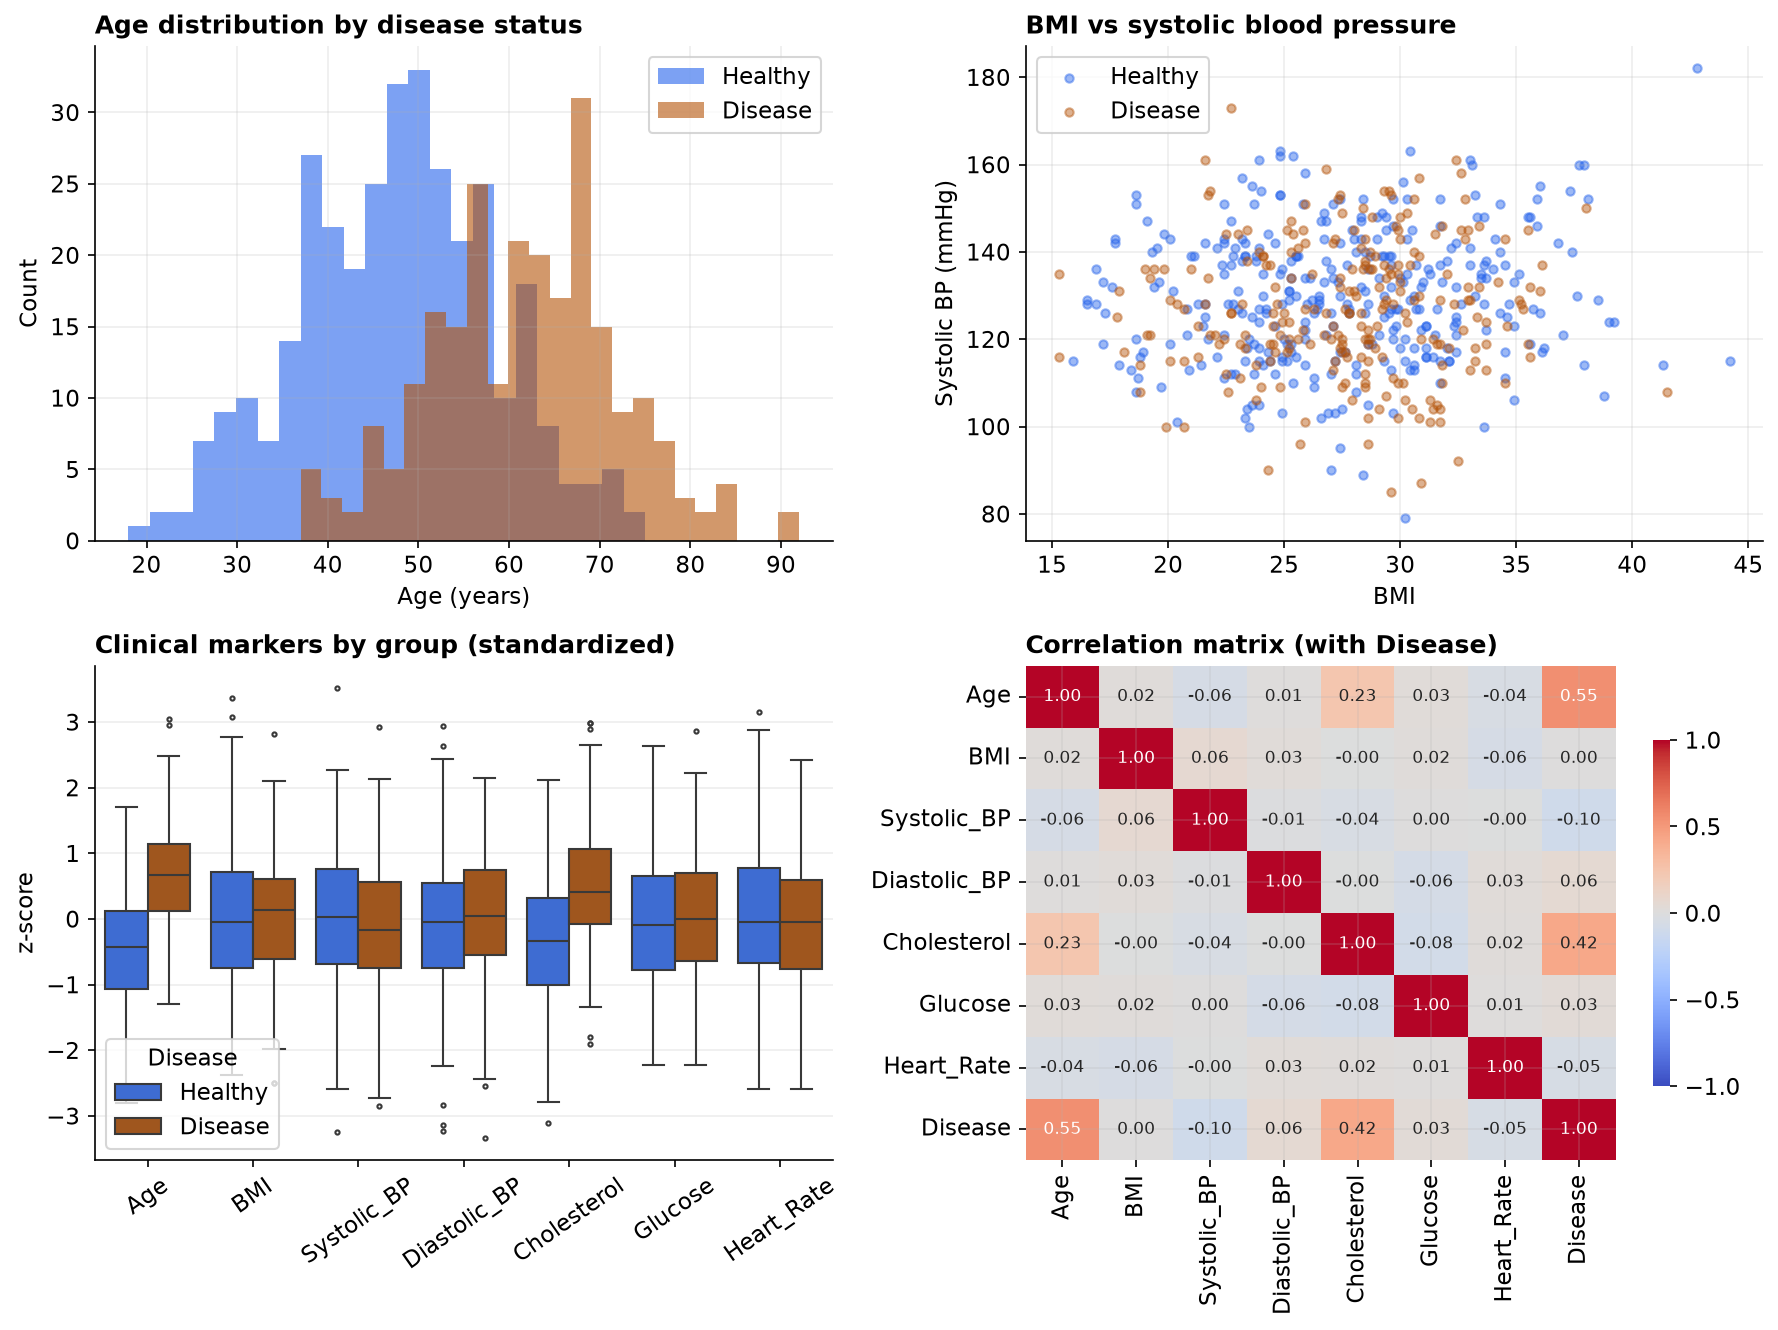 Age distribution by disease status
Healthy
Disease
30
25
20
15
10
5
0
Count
20 30 40 50 60 70 80 90
Age (years)
BMI vs systolic blood pressure
Healthy
Disease
180
160
140
120
100
80
Systolic BP (mmHg)
15 20 25 30 35 40 45
BMI
Clinical markers by group (standardized)
3
2
1
0
−1
−2
−3
z-score
Disease
Healthy
Disease
Age BMI Systolic_BP Diastolic_BP Cholesterol Glucose Heart_Rate
Correlation matrix (with Disease)
Age 1.00 0.02 -0.06 0.01 0.23 0.03 -0.04 0.55
BMI 0.02 1.00 0.06 0.03 -0.00 0.02 -0.06 0.00
Systolic_BP -0.06 0.06 1.00 -0.01 -0.04 0.00 -0.00 -0.10
Diastolic_BP 0.01 0.03 -0.01 1.00 -0.00 -0.06 0.03 0.06
Cholesterol 0.23 -0.00 -0.04 -0.00 1.00 -0.08 0.02 0.42
Glucose 0.03 0.02 0.00 -0.06 -0.08 1.00 0.01 0.03
Heart_Rate -0.04 -0.06 -0.00 0.03 0.02 0.01 1.00 -0.05
Disease 0.55 0.00 -0.10 0.06 0.42 0.03 -0.05 1.00
Age BMI Systolic_BP Diastolic_BP Cholesterol Glucose Heart_Rate Disease
1.0
0.5
0.0
−0.5
−1.0